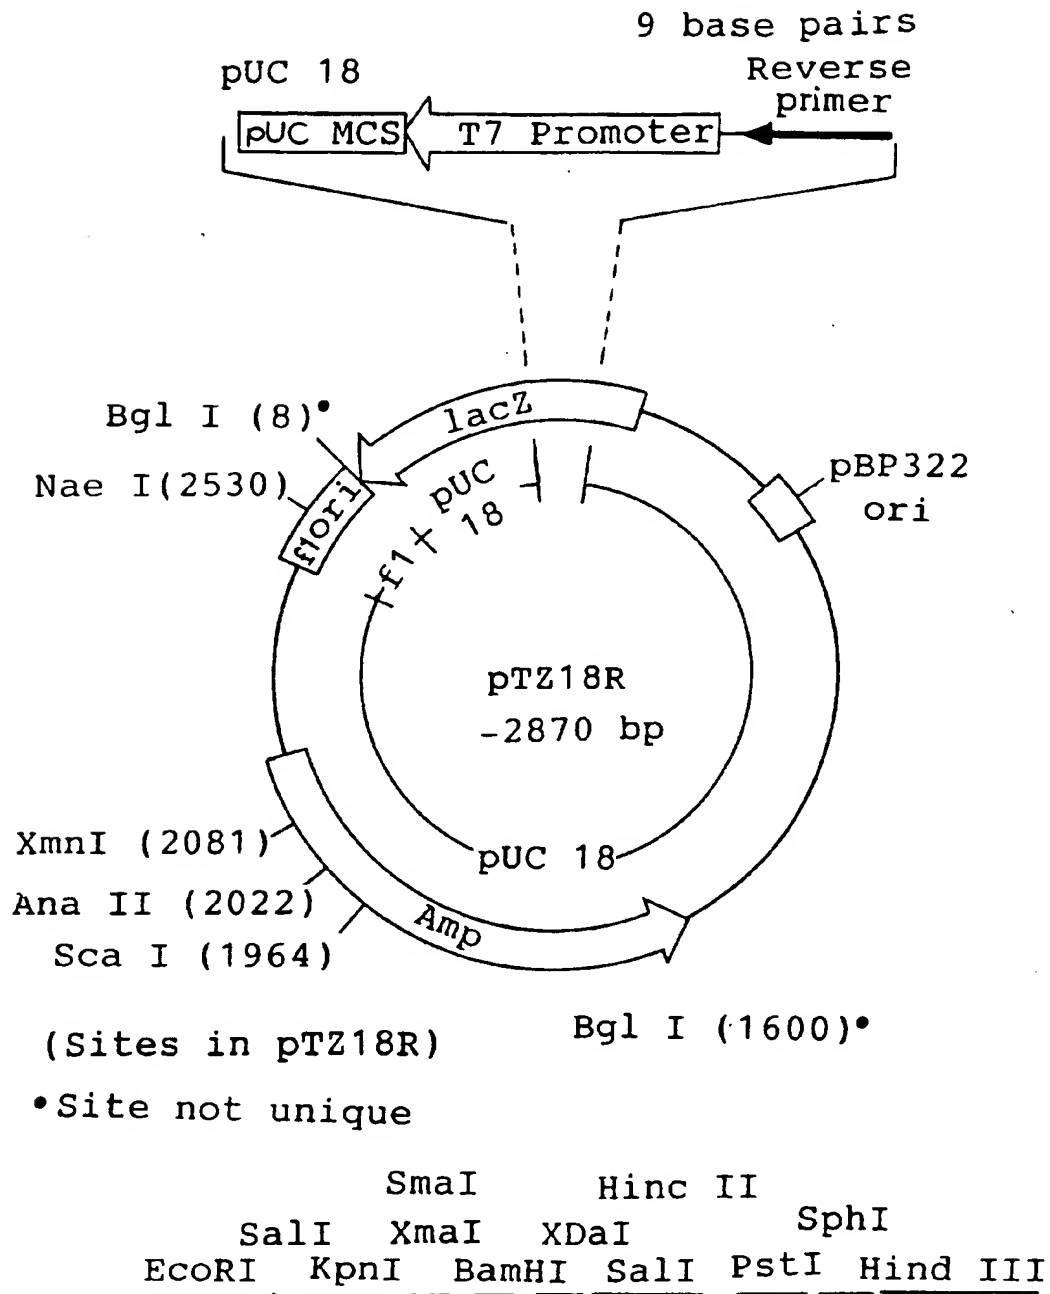 9 base pairs
pUC 18
Reverse
primer
pUC MCS
T7 Promoter
Bgl I (8)•
lacZ
Nae I(2530)
pBP322
ori
f1ori
pUC
18
f1
pTZ18R
-2870 bp
XmnI (2081)
pUC 18
Ana II (2022)
Amp
Sca I (1964)
Bgl I (1600)•
(Sites in pTZ18R)
•Site not unique
SmaI Hinc II
SphI
SalI XmaI XDaI
EcoRI KpnI BamHI SalI PstI Hind III